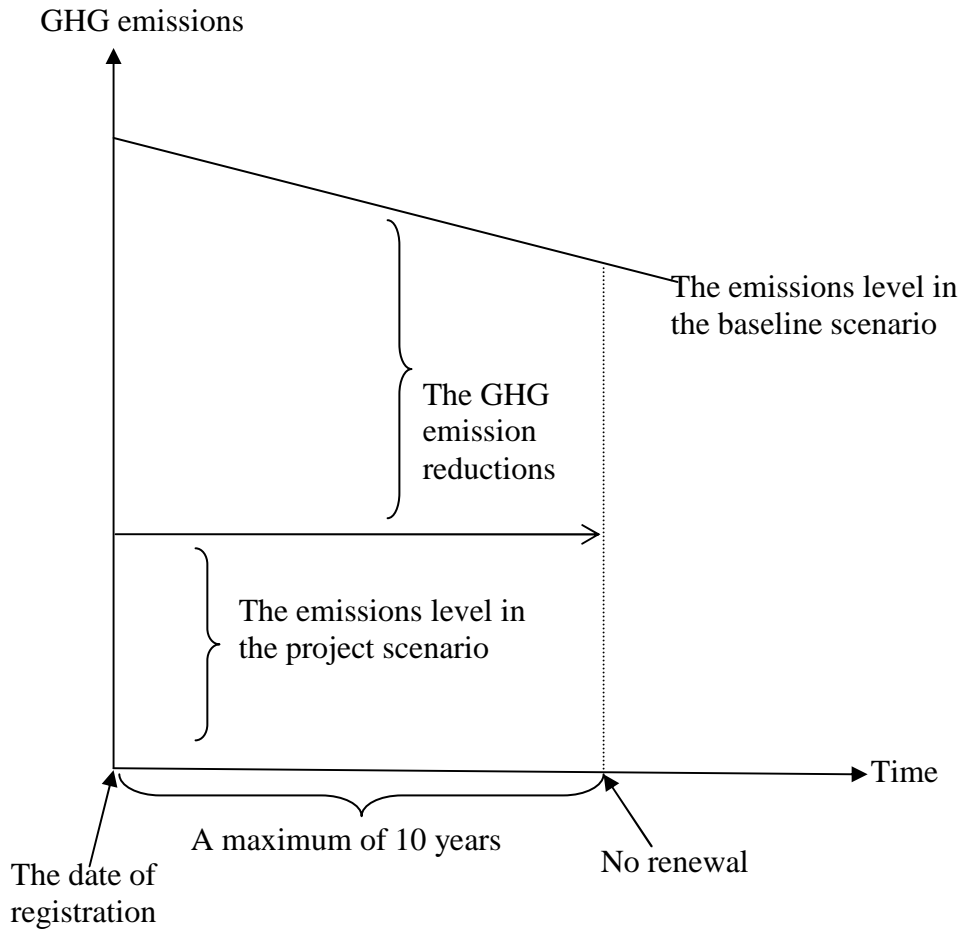 GHG emissions
The emissions level in
the baseline scenario
The GHG
emission
reductions
The emissions level in
the project scenario
Time
A maximum of 10 years
No renewal
The date of
registration